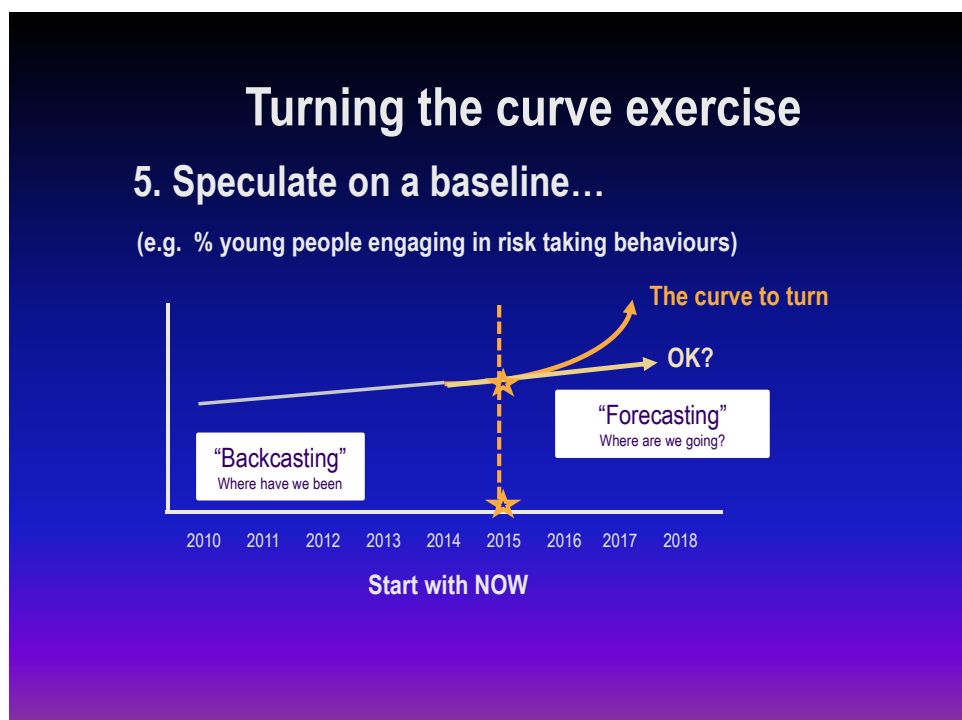 Turning the curve exercise
5. Speculate on a baseline…
(e.g.  % young people engaging in risk taking behaviours)
The curve to turn
OK?
“Forecasting”
Where are we going?
“Backcasting”
Where have we been
2010 2011 2012 2013 2014 2015 2016 2017 2018
Start with NOW